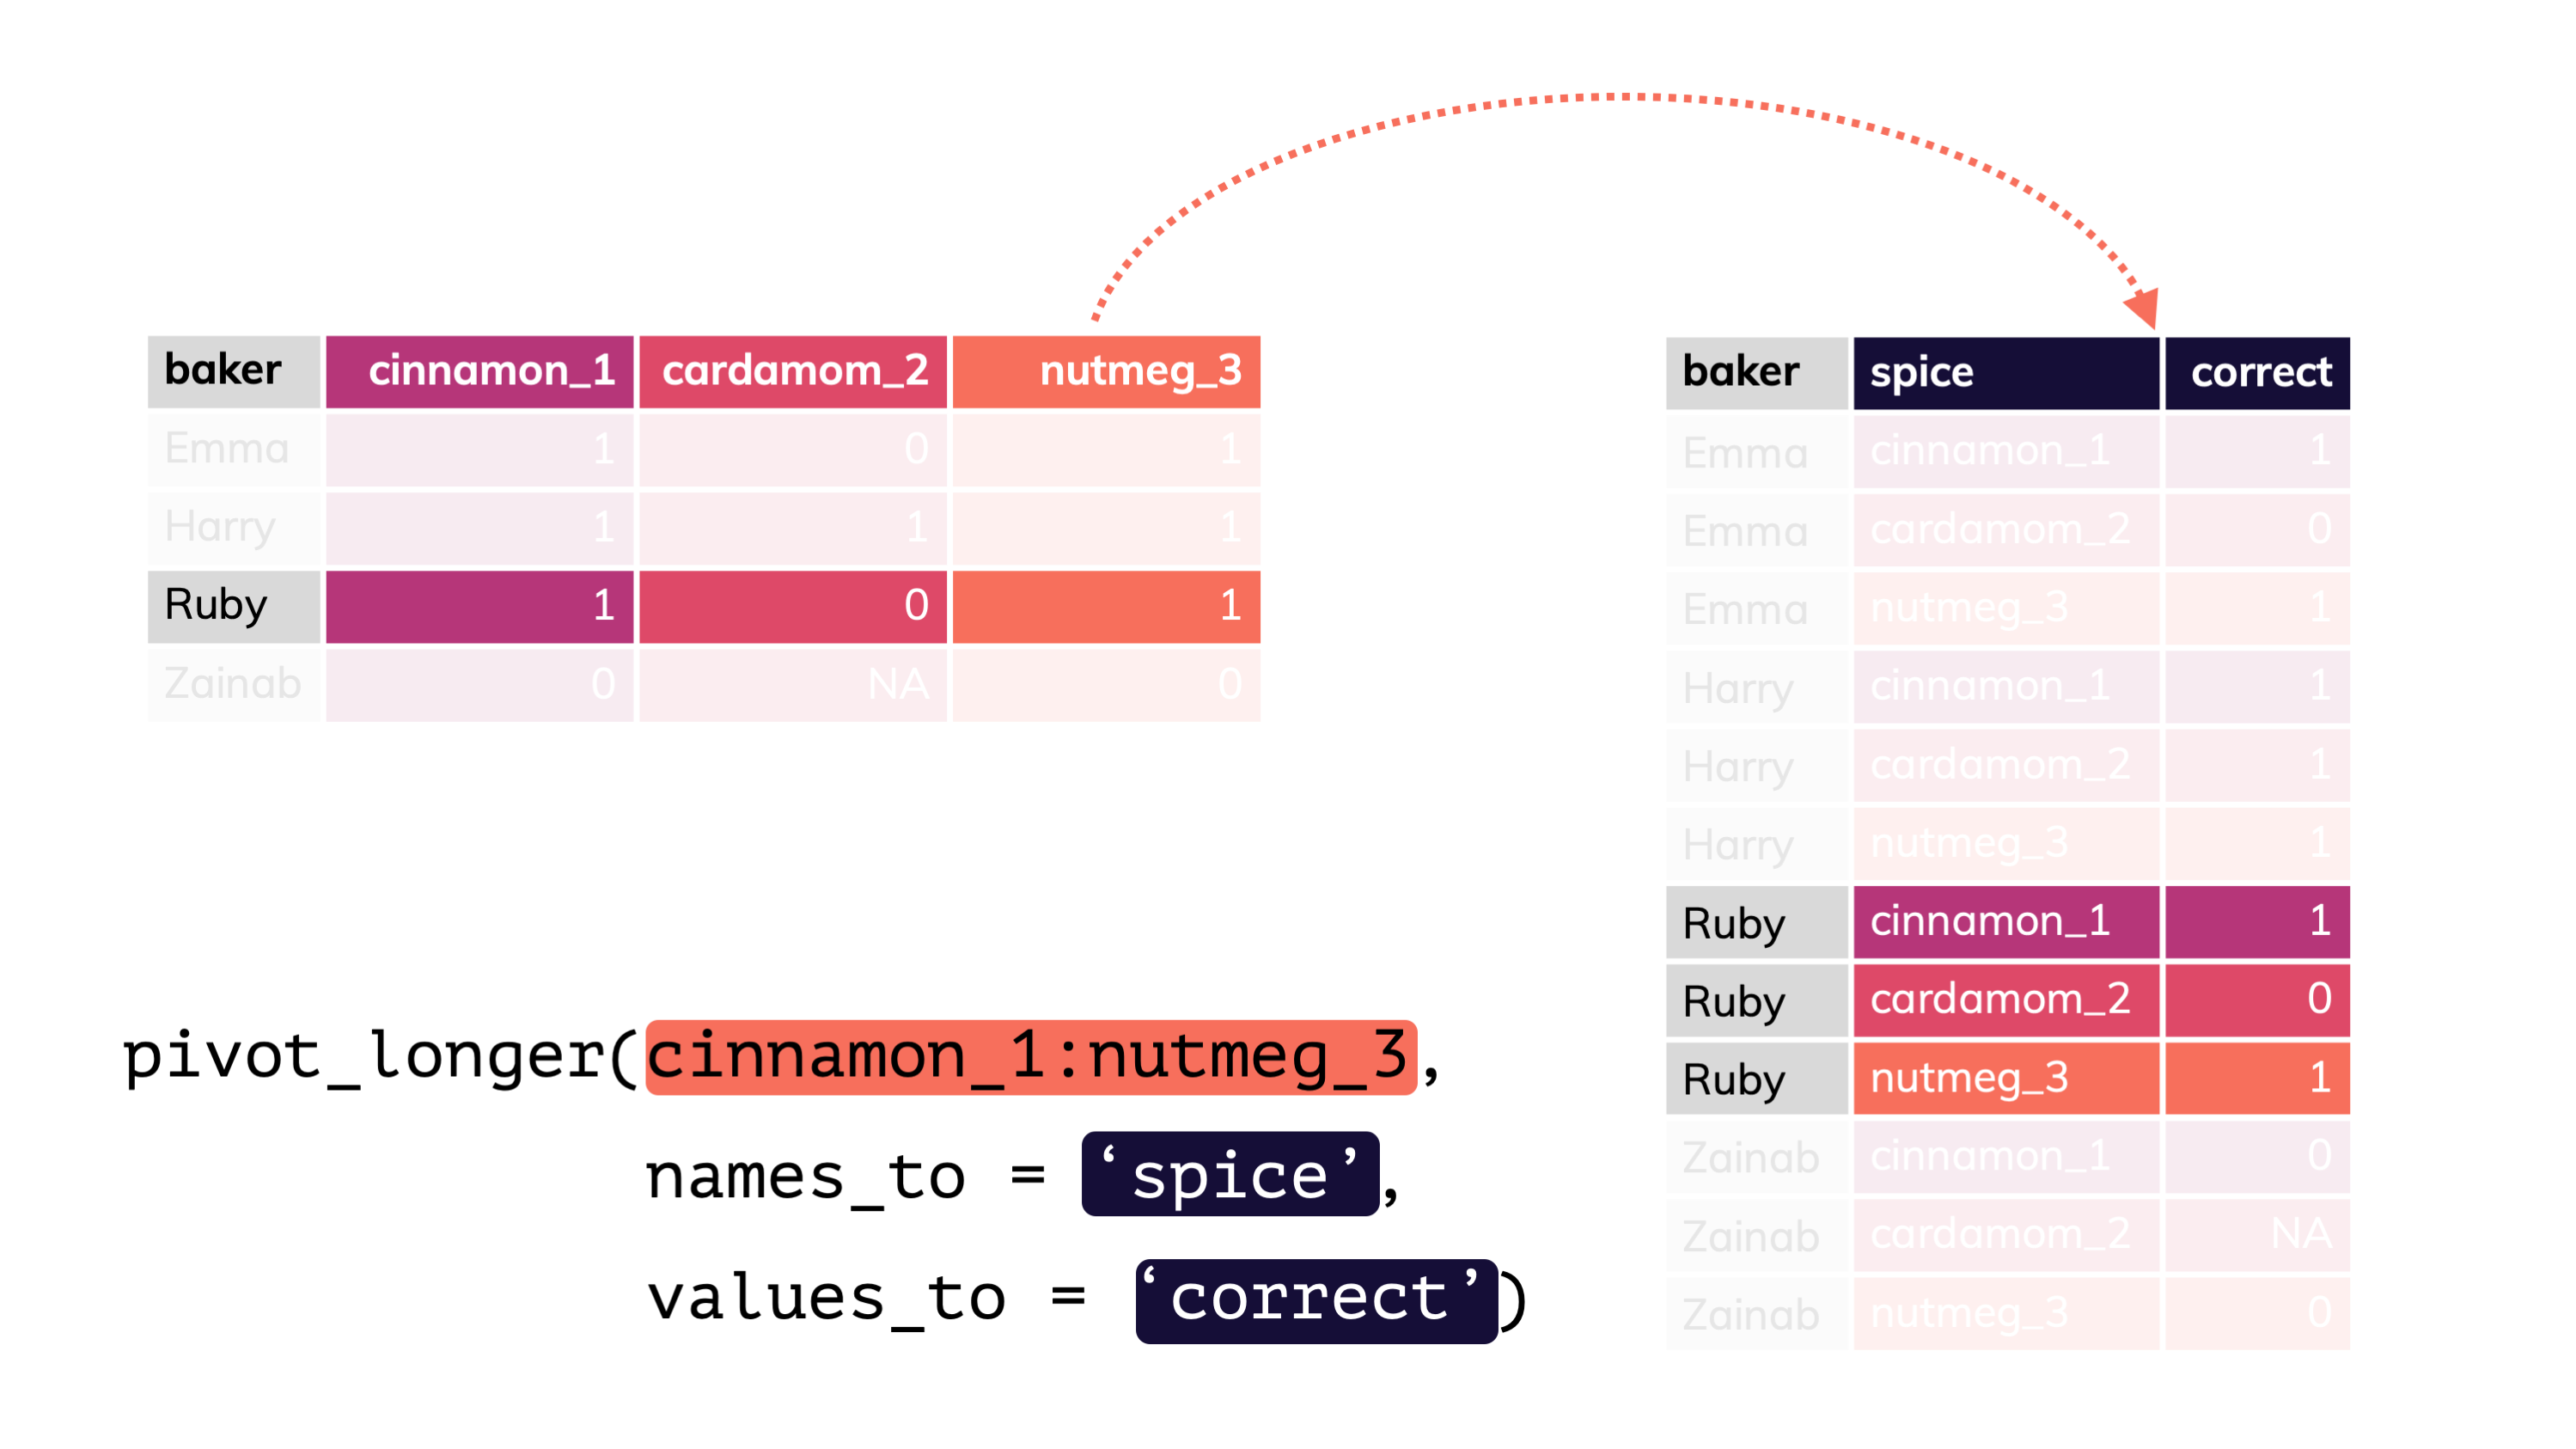 baker cinnamon_1 cardamom_2 nutmeg_3
Emma 1 0 1
Harry 1 1 1
Ruby 1 0 1
Zainab 0 NA 0
pivot_longer(cinnamon_1:nutmeg_3,
names_to = ‘spice’,
values_to = ‘correct’)
baker spice correct
Emma cinnamon_1 1
Emma cardamom_2 0
Emma nutmeg_3 1
Harry cinnamon_1 1
Harry cardamom_2 1
Harry nutmeg_3 1
Ruby cinnamon_1 1
Ruby cardamom_2 0
Ruby nutmeg_3 1
Zainab cinnamon_1 0
Zainab cardamom_2 NA
Zainab nutmeg_3 0